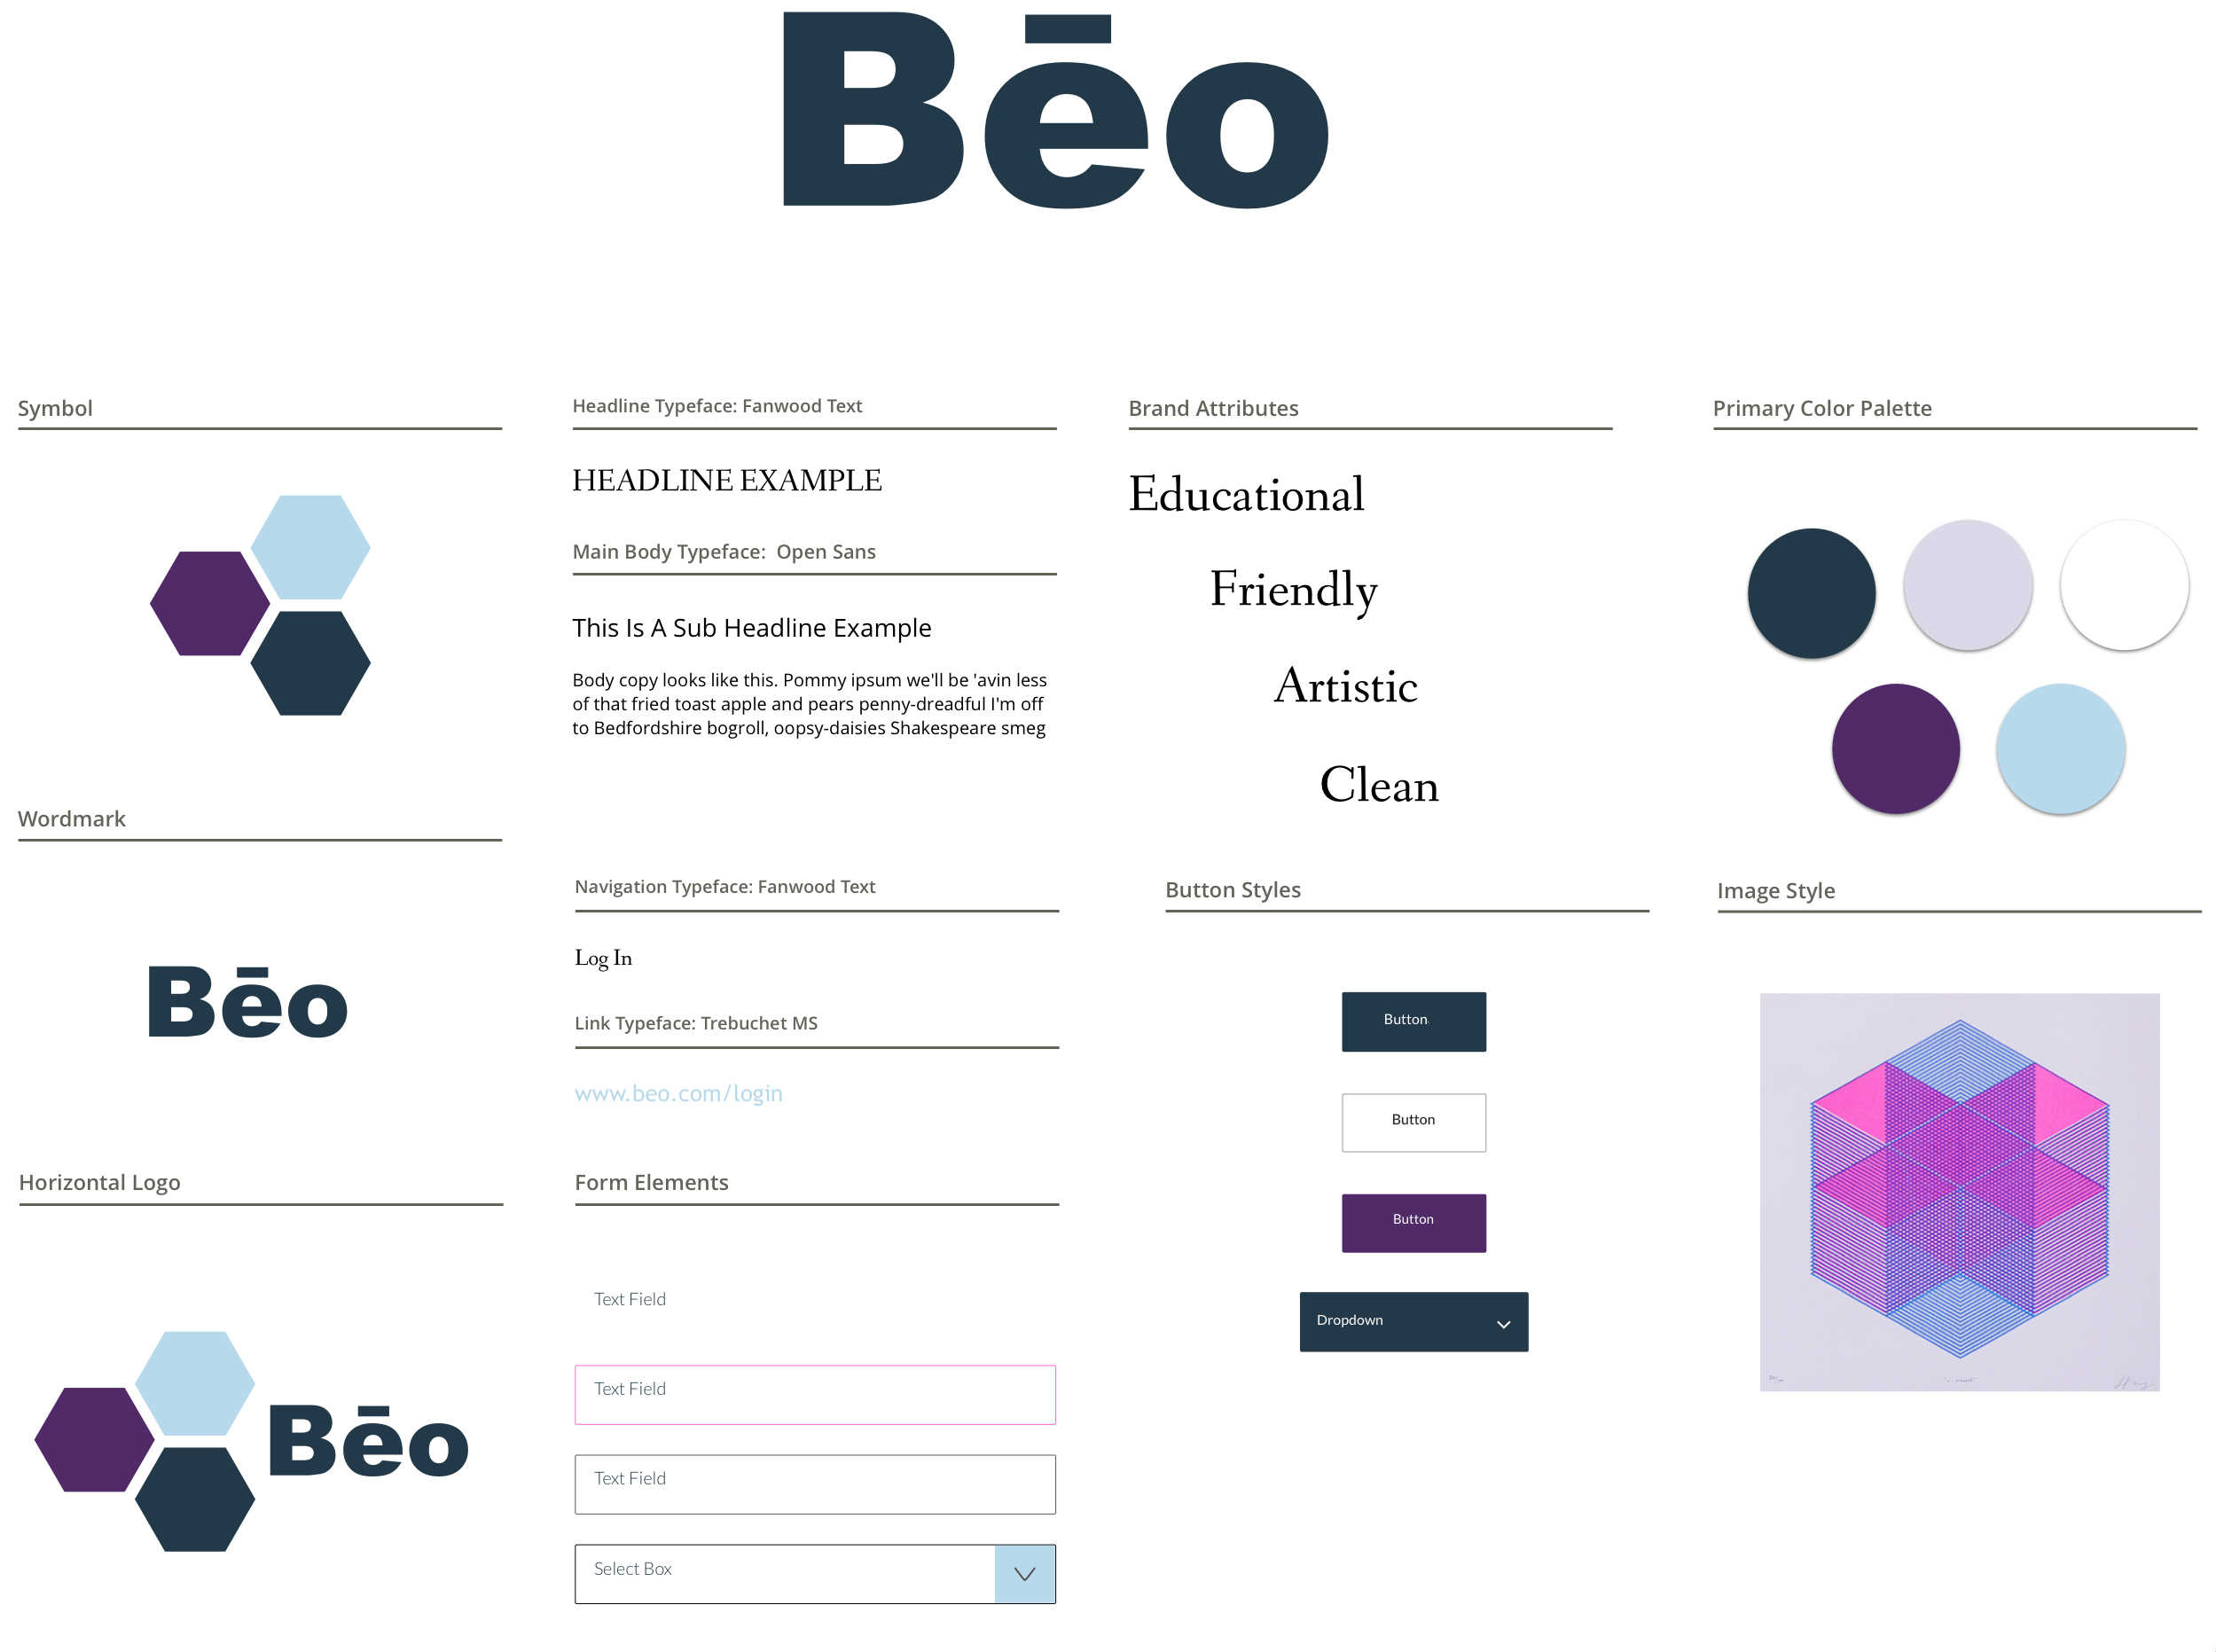 Bēo
Symbol
Wordmark
Bēo
Horizontal Logo
Bēo
Headline Typeface: Fanwood Text
HEADLINE EXAMPLE
Main Body Typeface:  Open Sans
This Is A Sub Headline Example
Body copy looks like this. Pommy ipsum we'll be 'avin less
of that fried toast apple and pears penny-dreadful I'm off
to Bedfordshire bogroll, oopsy-daisies Shakespeare smeg
Navigation Typeface: Fanwood Text
Log In
Link Typeface: Trebuchet MS
www.beo.com/login
Form Elements
Text Field
Text Field
Text Field
Select Box
Brand Attributes
Educational
Friendly
Artistic
Clean
Button Styles
Button
Button
Button
Dropdown
Primary Color Palette
Image Style